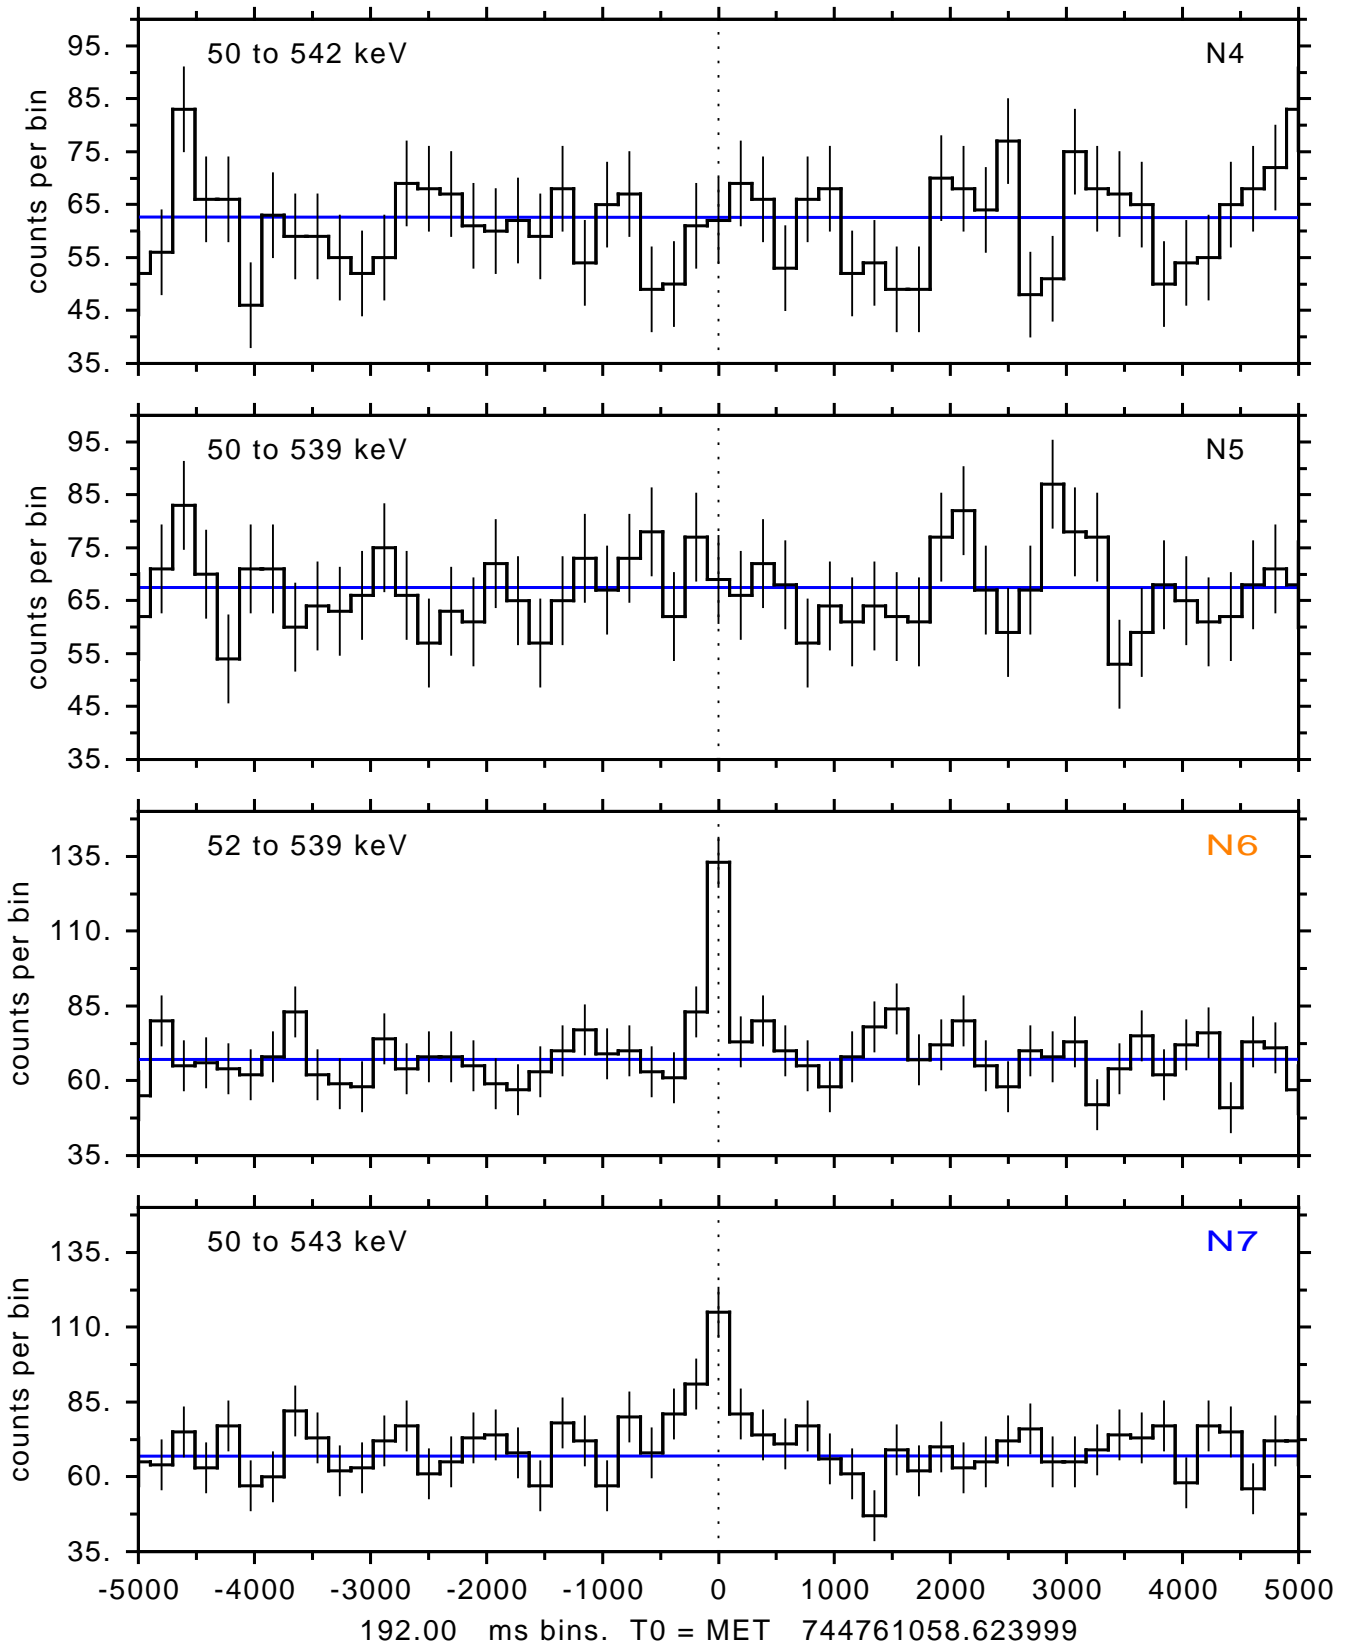 50 to 542 keV N4
95.
85.
75.
65.
55.
45.
35.
counts per bin
50 to 539 keV N5
95.
85.
75.
65.
55.
45.
35.
counts per bin
52 to 539 keV N6
135.
110.
85.
60.
35.
counts per bin
50 to 543 keV N7
135.
110.
85.
60.
35.
counts per bin
-5000 -4000 -3000 -2000 -1000 0 1000 2000 3000 4000 5000
192.00 ms bins. T0 = MET 744761058.623999